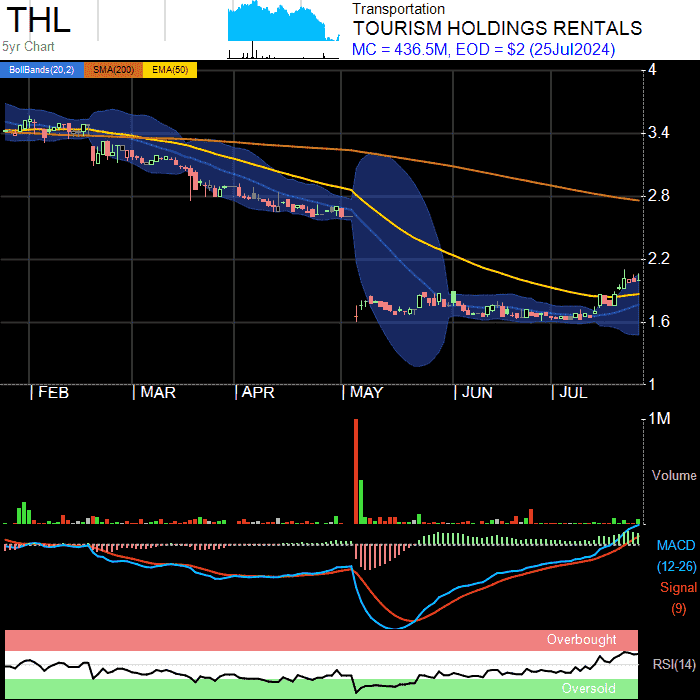 THL
5yr Chart
Transportation
TOURISM HOLDINGS RENTALS
MC = 436.5M, EOD = $2 (25Jul2024)
BollBands(20,2) SMA(200) EMA(50)
4
3.4
2.8
2.2
1.6
1
FEB MAR APR MAY JUN JUL
1M
Volume
MACD
(12-26)
Signal
(9)
Overbought
RSI(14)
Oversold